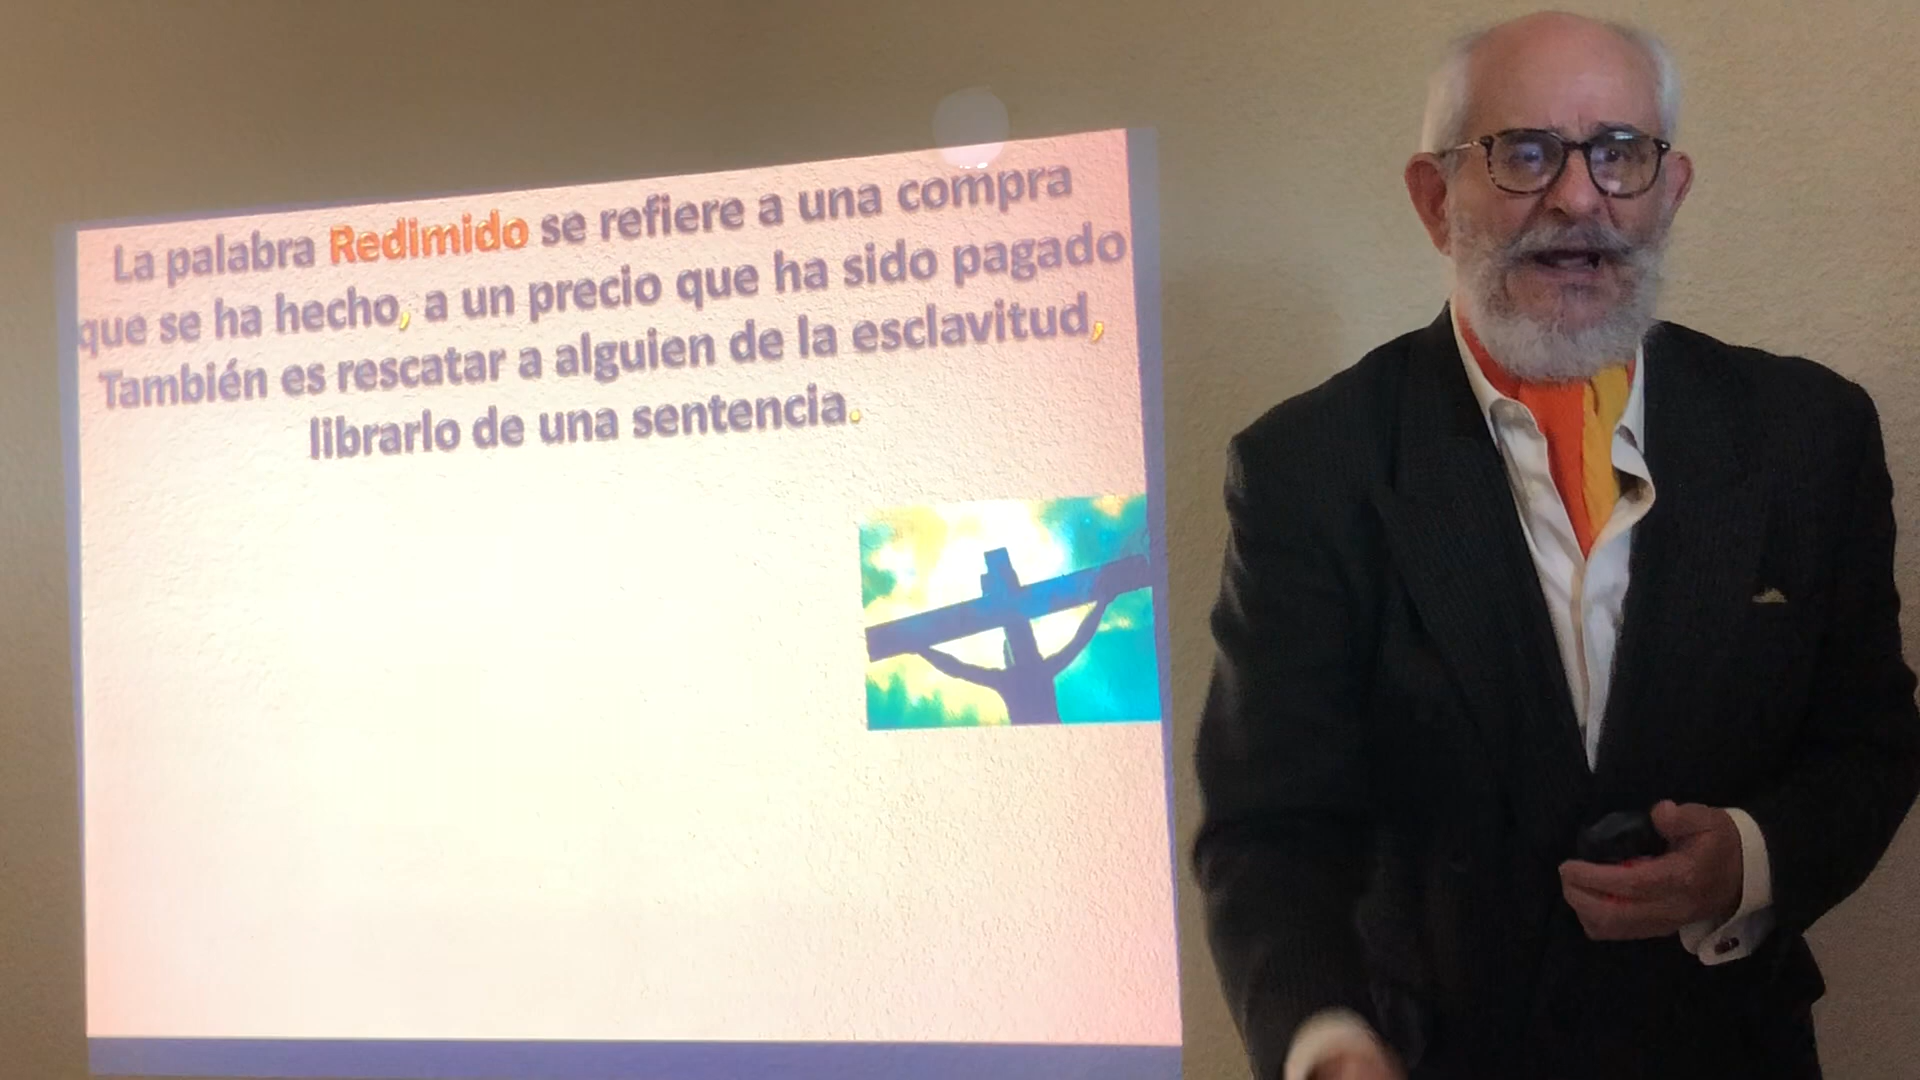 La palabra Redimido se refiere a una compra
que se ha hecho, a un precio que ha sido pagado
También es rescatar a alguien de la esclavitud,
librarlo de una sentencia.